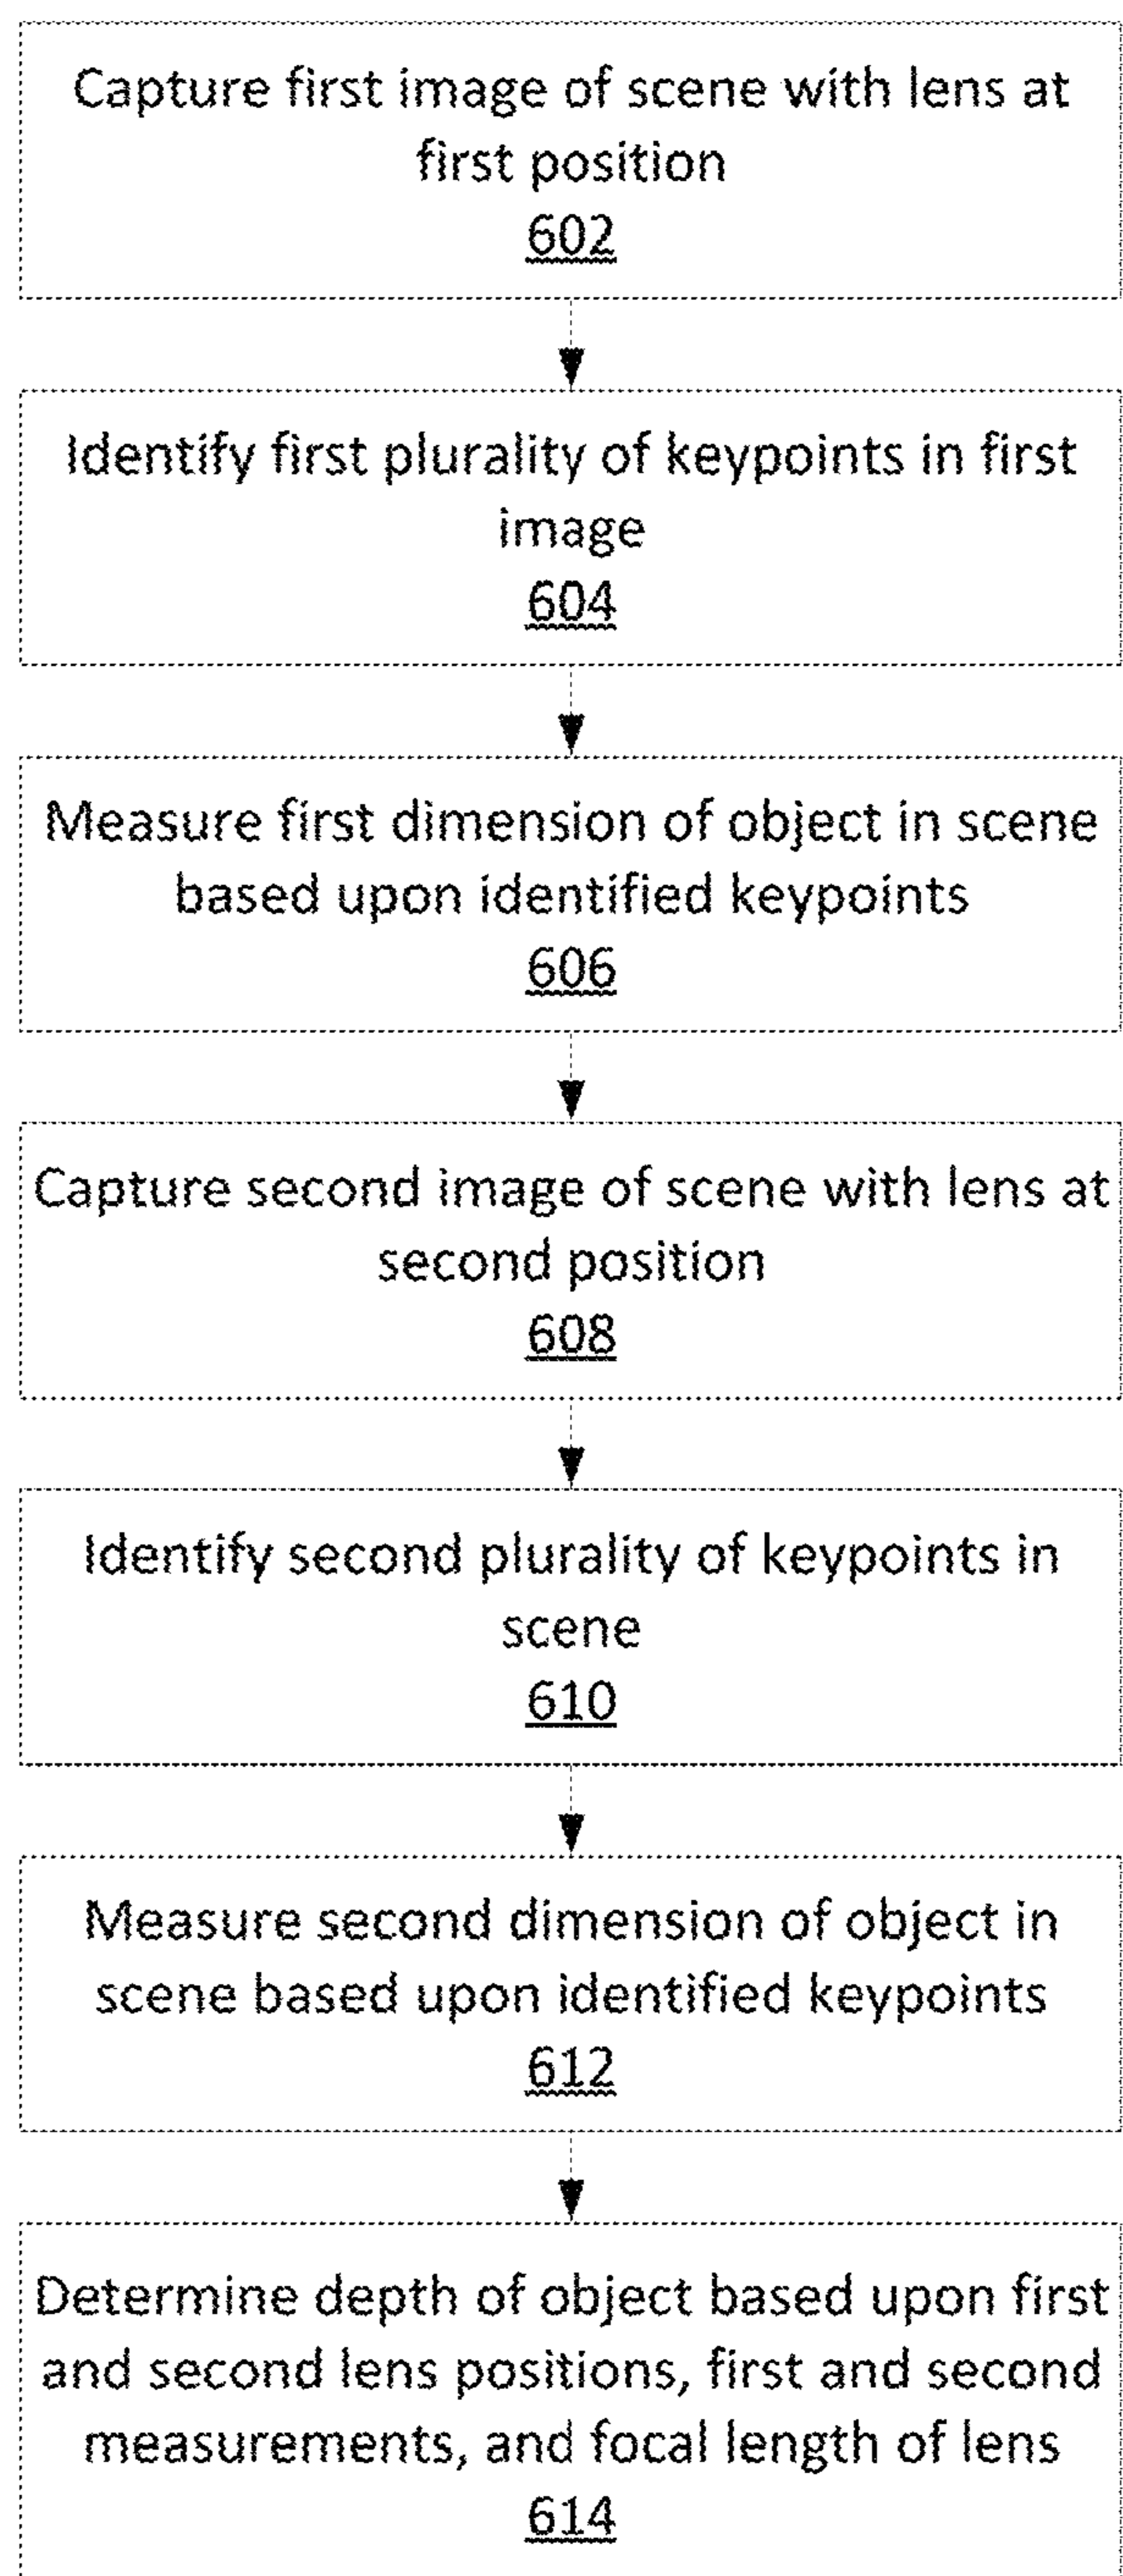 Capture first image of scene with lens at
first position
602
Identify first plurality of keypoints in first
image
604
Measure first dimension of object in scene
based upon identified keypoints
606
Capture second image of scene with lens at
second position
608
Identify second plurality of keypoints in
scene
610
Measure second dimension of object in
scene based upon identified keypoints
612
Determine depth of object based upon first
and second lens positions, first and second
measurements, and focal length of lens
614